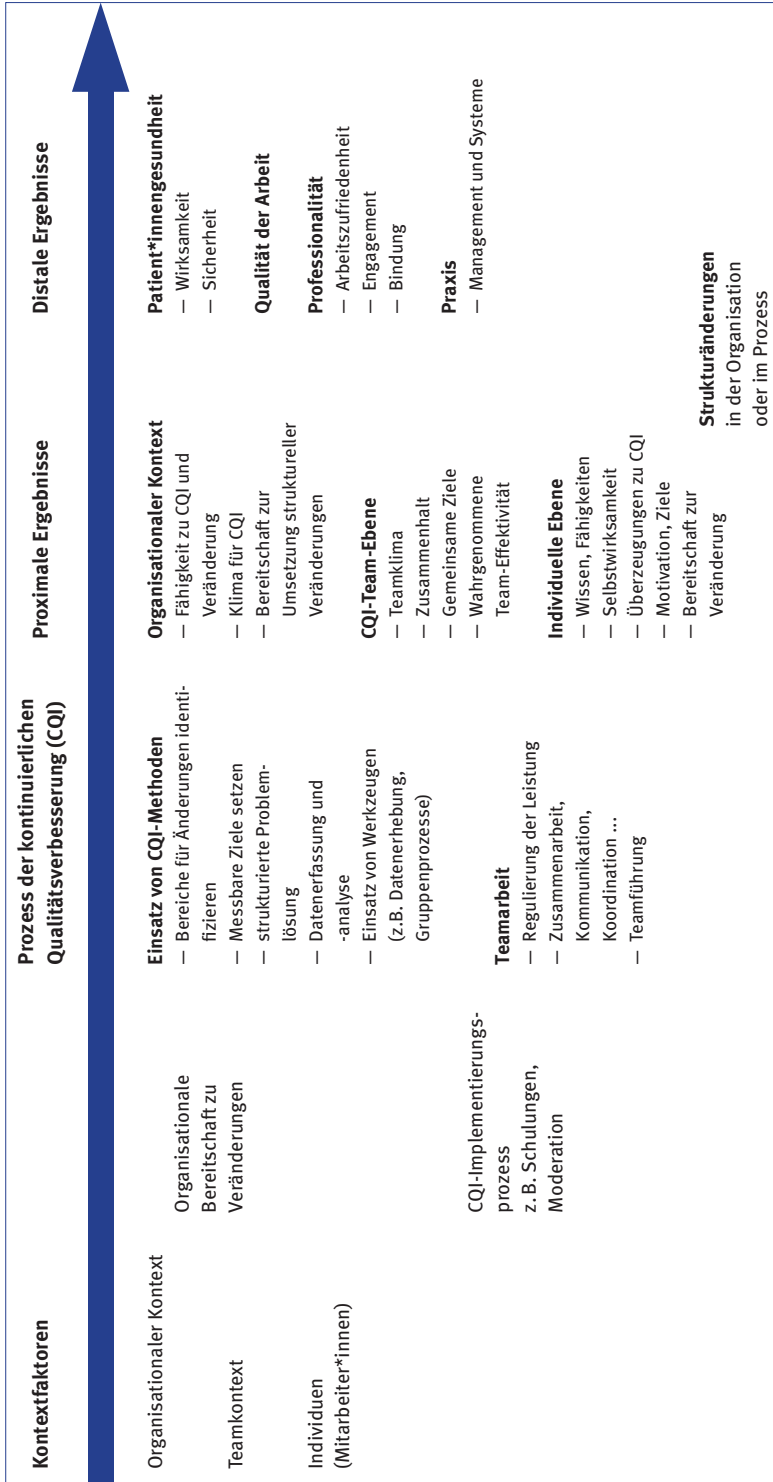 Kontextfaktoren
Organisationaler Kontext
Teamkontext
Individuen
(Mitarbeiter*innen)
Organisationale
Bereitschaft zu
Veränderungen
CQI-Implementierungs-
prozess
z. B. Schulungen,
Moderation
Prozess der kontinuierlichen
Qualitätsverbesserung (CQI)
Einsatz von CQI-Methoden
— Bereiche für Änderungen identi-
fizieren
— Messbare Ziele setzen
— strukturierte Problem-
lösung
— Datenerfassung und
-analyse
— Einsatz von Werkzeugen
(z.B. Datenerhebung,
Gruppenprozesse)
Teamarbeit
— Regulierung der Leistung
— Zusammenarbeit,
Kommunikation,
Koordination ...
— Teamführung
Proximale Ergebnisse
Organisationaler Kontext
— Fähigkeit zu CQI und
Veränderung
— Klima für CQI
— Bereitschaft zur
Umsetzung struktureller
Veränderungen
CQI-Team-Ebene
— Teamklima
— Zusammenhalt
— Gemeinsame Ziele
— Wahrgenommene
Team-Effektivität
Individuelle Ebene
— Wissen, Fähigkeiten
— Selbstwirksamkeit
— Überzeugungen zu CQI
— Motivation, Ziele
— Bereitschaft zur
Veränderung
Strukturänderungen
in der Organisation
oder im Prozess
Distale Ergebnisse
Patient*innengesundheit
— Wirksamkeit
— Sicherheit
Qualität der Arbeit
Professionalität
— Arbeitszufriedenheit
— Engagement
— Bindung
Praxis
— Management und Systeme